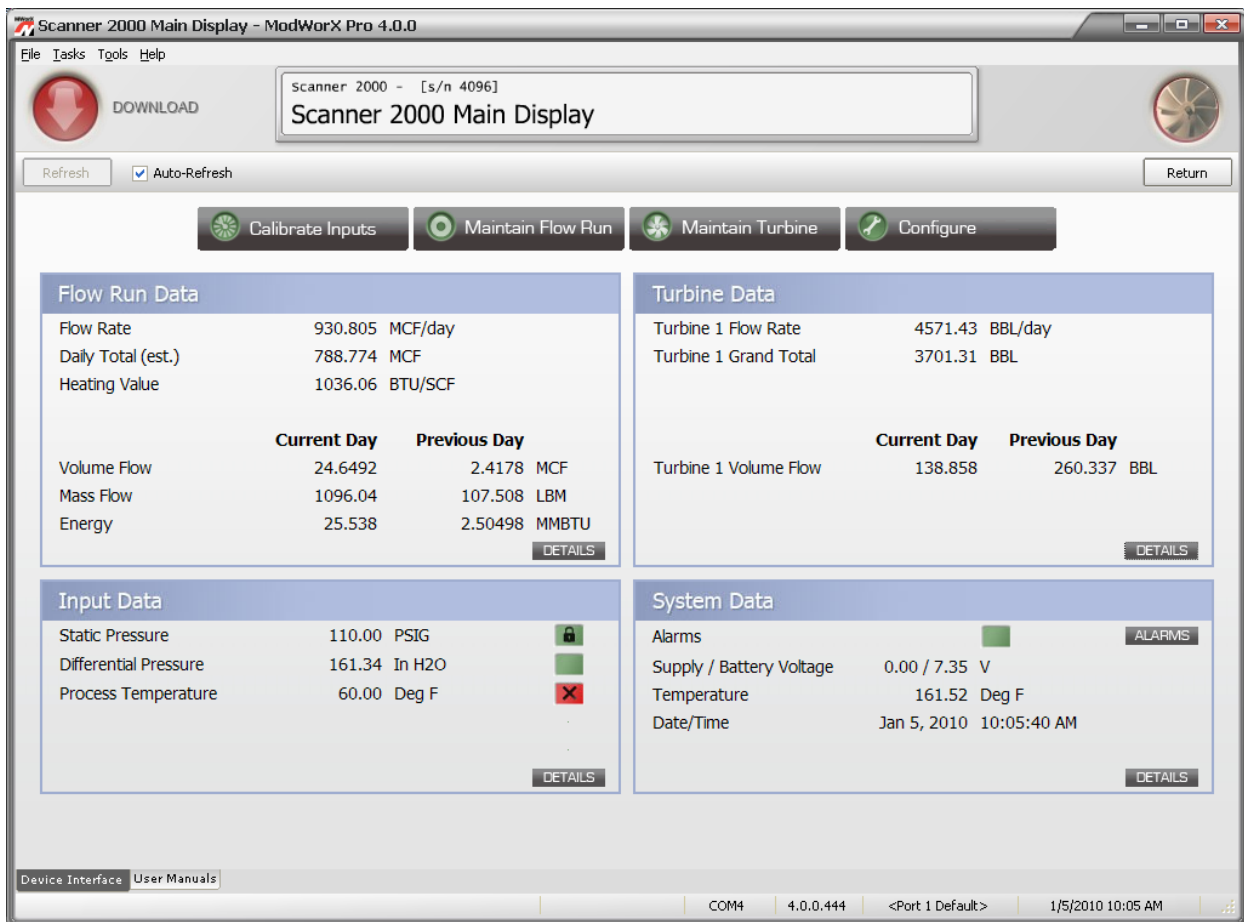 Scanner 2000 Main Display - ModWorX Pro 4.0.0
File Tasks Tools Help
DOWNLOAD
Scanner 2000 - [s/n 4096]
Scanner 2000 Main Display
Refresh Auto-Refresh Return
Calibrate Inputs Maintain Flow Run Maintain Turbine Configure
Flow Run Data
Flow Rate 930.805 MCF/day
Daily Total (est.) 788.774 MCF
Heating Value 1036.06 BTU/SCF
Current Day Previous Day
Volume Flow 24.6492 2.4178 MCF
Mass Flow 1096.04 107.508 LBM
Energy 25.538 2.50498 MMBTU
DETAILS
Turbine Data
Turbine 1 Flow Rate 4571.43 BBL/day
Turbine 1 Grand Total 3701.31 BBL
Current Day Previous Day
Turbine 1 Volume Flow 138.858 260.337 BBL
DETAILS
Input Data
Static Pressure 110.00 PSIG
Differential Pressure 161.34 In H2O
Process Temperature 60.00 Deg F
DETAILS
System Data
Alarms ALARMS
Supply / Battery Voltage 0.00 / 7.35 V
Temperature 161.52 Deg F
Date/Time Jan 5, 2010 10:05:40 AM
DETAILS
Device Interface User Manuals
COM4 4.0.0.444 <Port 1 Default> 1/5/2010 10:05 AM